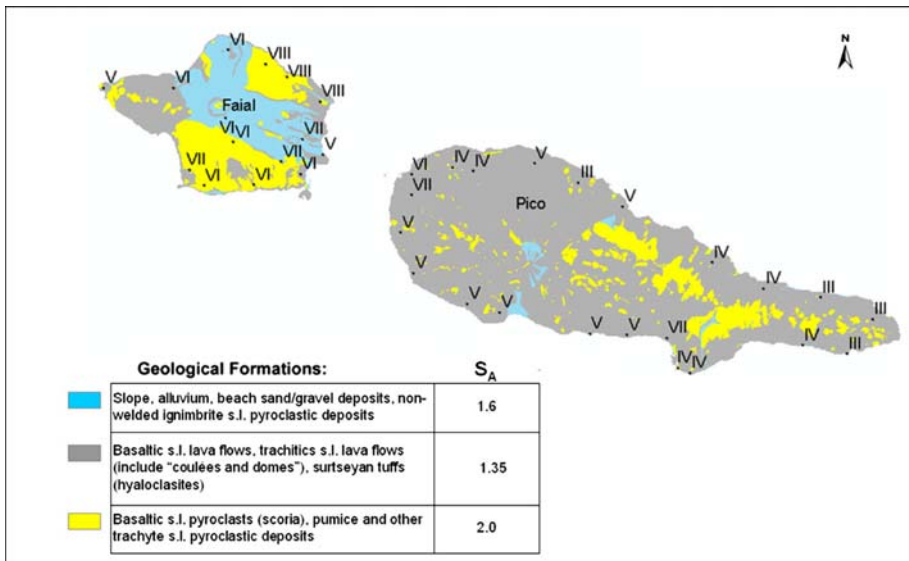 N
VI
VIII
VIII
V
VI
VIII
Faial
VI
VI
VII
V
VII
VII
VI
VI
VI
VI
IV
IV
V
III
VII
Pico
V
V
IV
V
IV
III
V
V
III
V
V
VII
IV
III
IV
IV
Geological Formations:
S_A
Slope, alluvium, beach sand/gravel deposits, non-
welded ignimbrite s.l. pyroclastic deposits
1.6
Basaltic s.l. lava flows, trachitics s.l. lava flows
(include "coulées and domes"), surtseyan tuffs
(hyaloclasites)
1.35
Basaltic s.l. pyroclasts (scoria), pumice and other
trachyte s.l. pyroclastic deposits
2.0